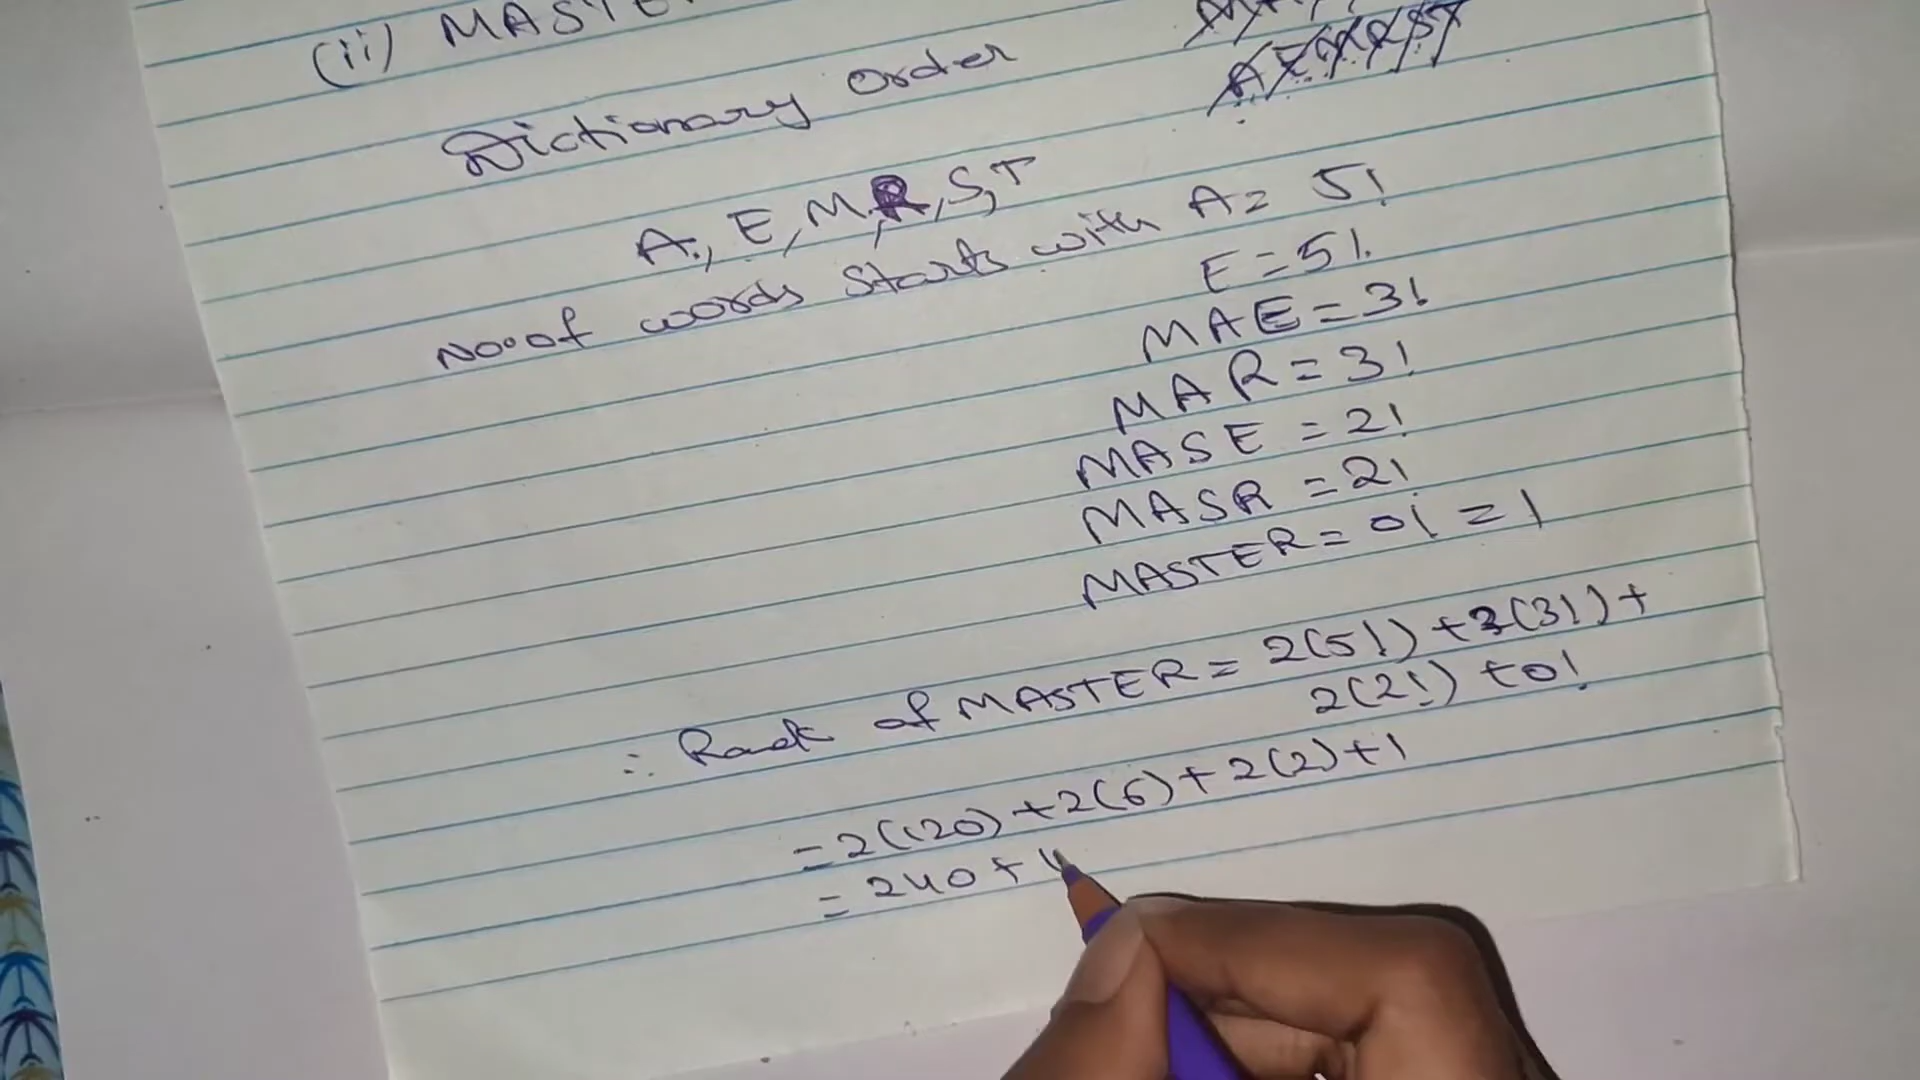 (ii) MASTE
Dictionary order
A, E, M, R, S, T
No. of words starts with A = 5!
E = 5!
MAE = 3!
MAR = 3!
MASE = 2!
MASR = 2!
MASTER = 0! = 1
∴ Rank of MASTER = 2(5!) + 2(3!) +
2(2!) + 0!
= 2(120) + 2(6) + 2(2) + 1
= 240 +